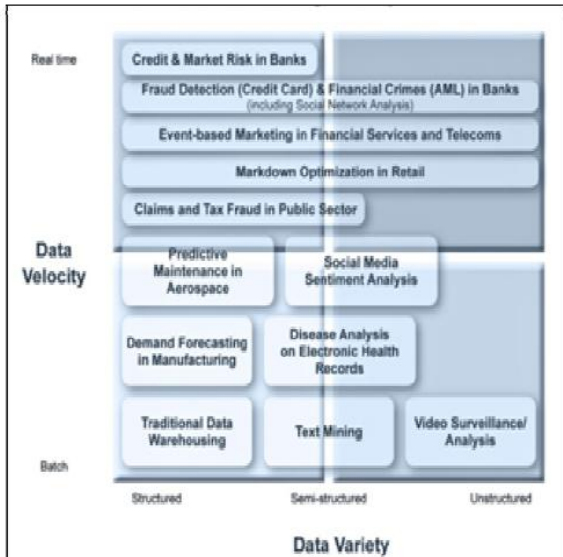 Real time
Credit & Market Risk in Banks
Fraud Detection (Credit Card) & Financial Crimes (AML) in Banks
(including Social Network Analysis)
Event-based Marketing in Financial Services and Telecoms
Markdown Optimization in Retail
Claims and Tax Fraud in Public Sector
Data
Velocity
Predictive
Maintenance in
Aerospace
Social Media
Sentiment Analysis
Demand Forecasting
in Manufacturing
Disease Analysis
on Electronic Health
Records
Traditional Data
Warehousing
Text Mining
Video Surveillance/
Analysis
Batch
Structured
Semi-structured
Unstructured
Data Variety